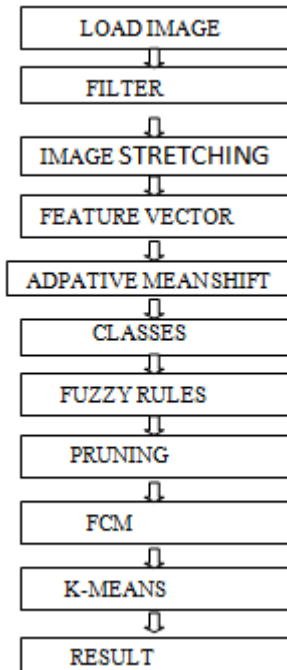 LOAD IMAGE
FILTER
IMAGE STRETCHING
FEATURE VECTOR
ADPATIVE MEANSHIFT
CLASSES
FUZZY RULES
PRUNING
FCM
K-MEANS
RESULT